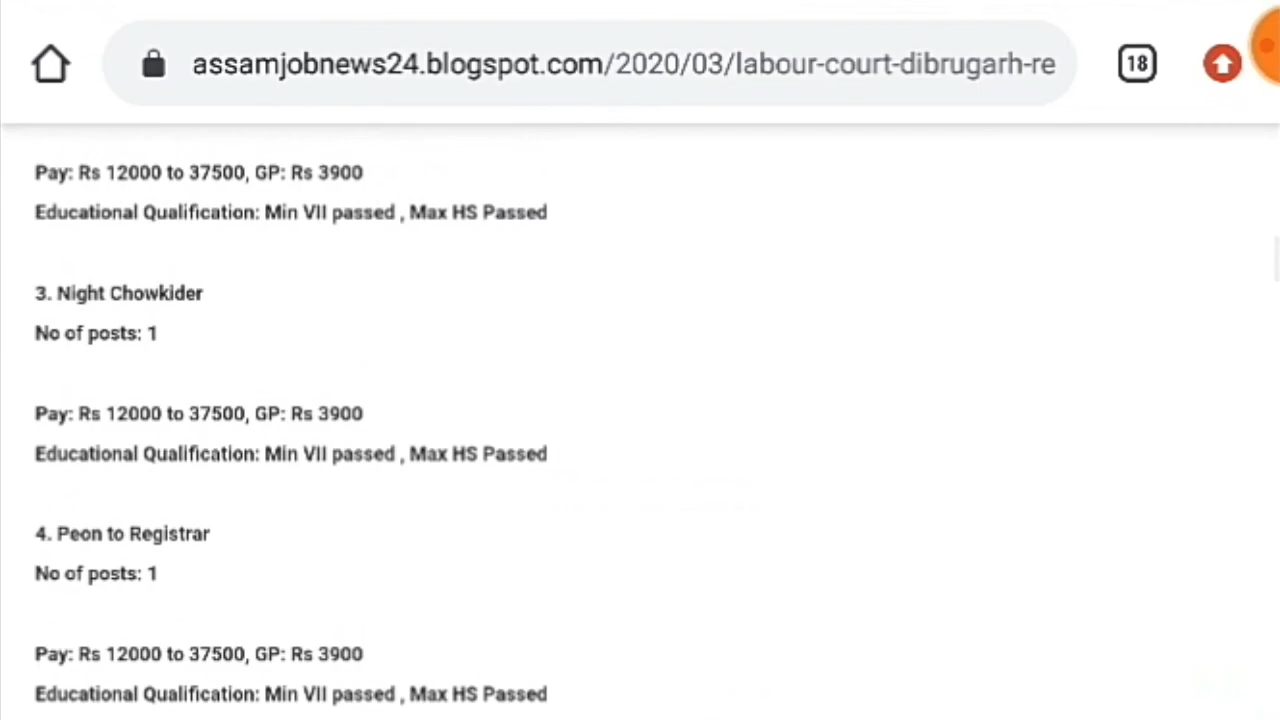 assamjobnews24.blogspot.com/2020/03/labour-court-dibrugarh-re
18
Pay: Rs 12000 to 37500, GP: Rs 3900
Educational Qualification: Min VII passed , Max HS Passed
3. Night Chowkider
No of posts: 1
Pay: Rs 12000 to 37500, GP: Rs 3900
Educational Qualification: Min VII passed , Max HS Passed
4. Peon to Registrar
No of posts: 1
Pay: Rs 12000 to 37500, GP: Rs 3900
Educational Qualification: Min VII passed , Max HS Passed